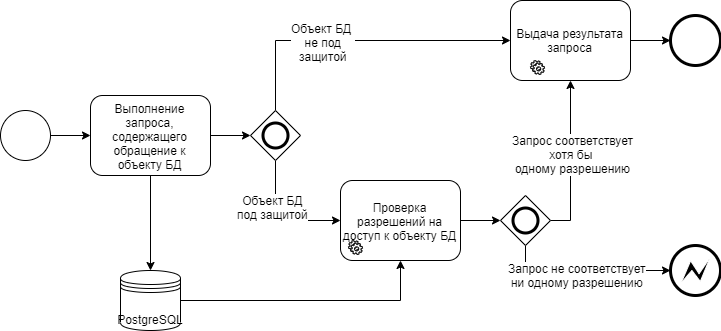 Объект БД
не под
защитой
Выдача результата
запроса
Выполнение
запроса,
содержащего
обращение к
объекту БД
Запрос соответствует
хотя бы
одному разрешению
Объект БД
под защитой
Проверка
разрешений на
доступ к объекту БД
Запрос не соответствует
ни одному разрешению
PostgreSQL